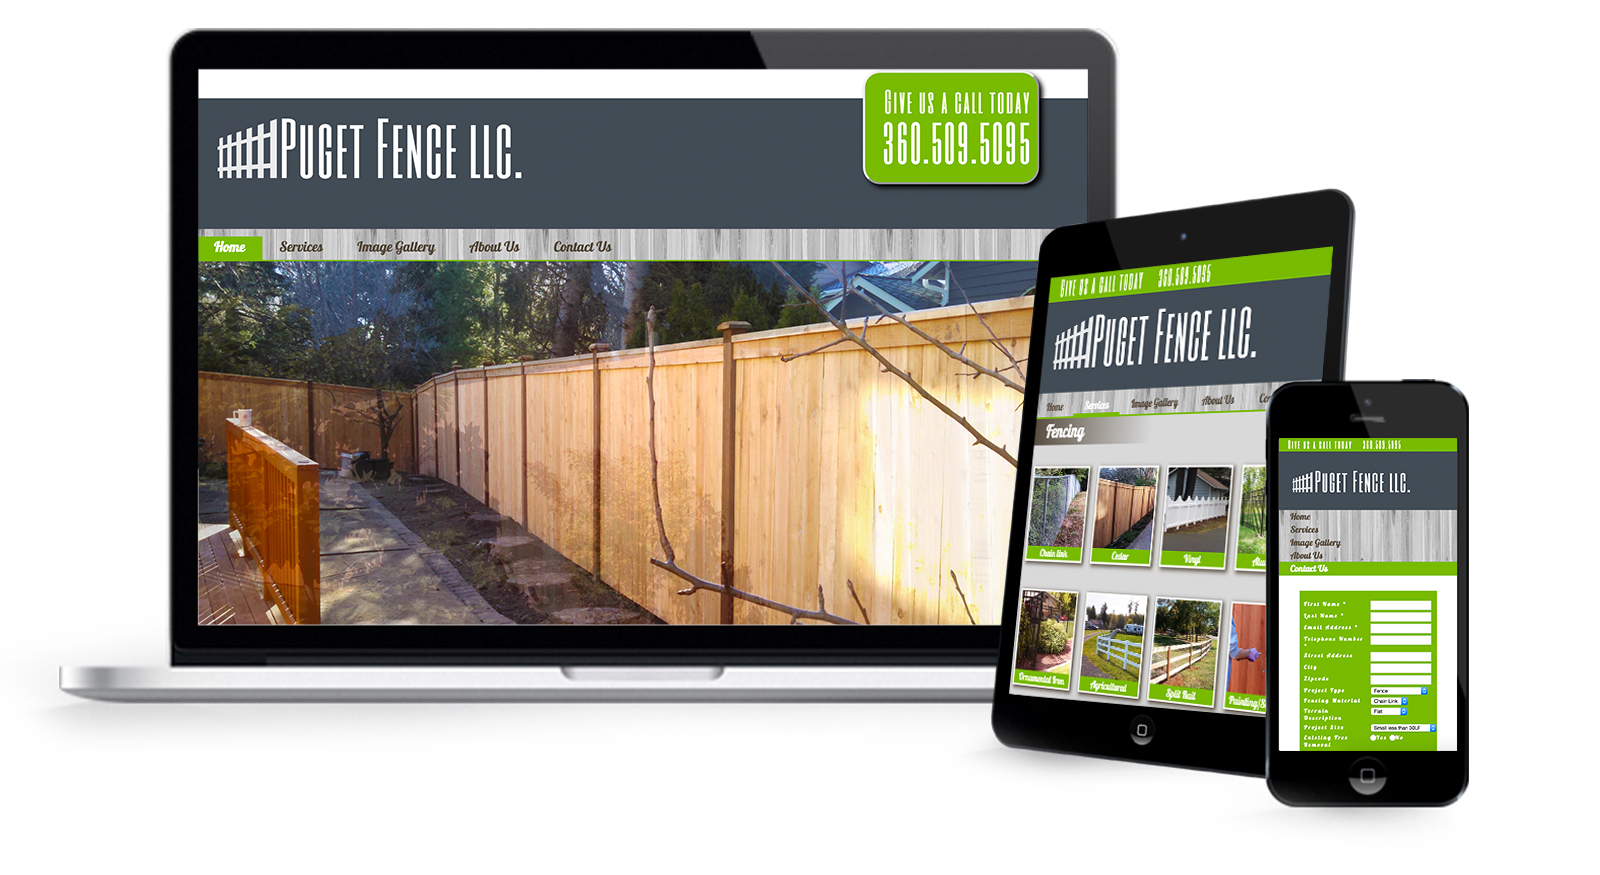 Give us a call today
360.509.5095
Puget Fence LLC.
Home Services Image Gallery About Us Contact Us
Give us a call today 360.509.5095
Puget Fence LLC.
Home Services Image Gallery About Us Co
Fencing
Chain link Cedar Vinyl Alu
Ornamental Iron Agricultural Split Rail Painting/S
Give us a call today 360.509.5095
Puget Fence LLC.
Home
Services
Image Gallery
About Us
Contact Us
First Name *
Last Name *
Email Address *
Telephone Number
*
Street Address
City
Zipcode
Project Type Fence
Fencing Material Chain Link
Terrain Flat
Description
Project Size Small less than 30LF
Existing Tree Yes No
Removal